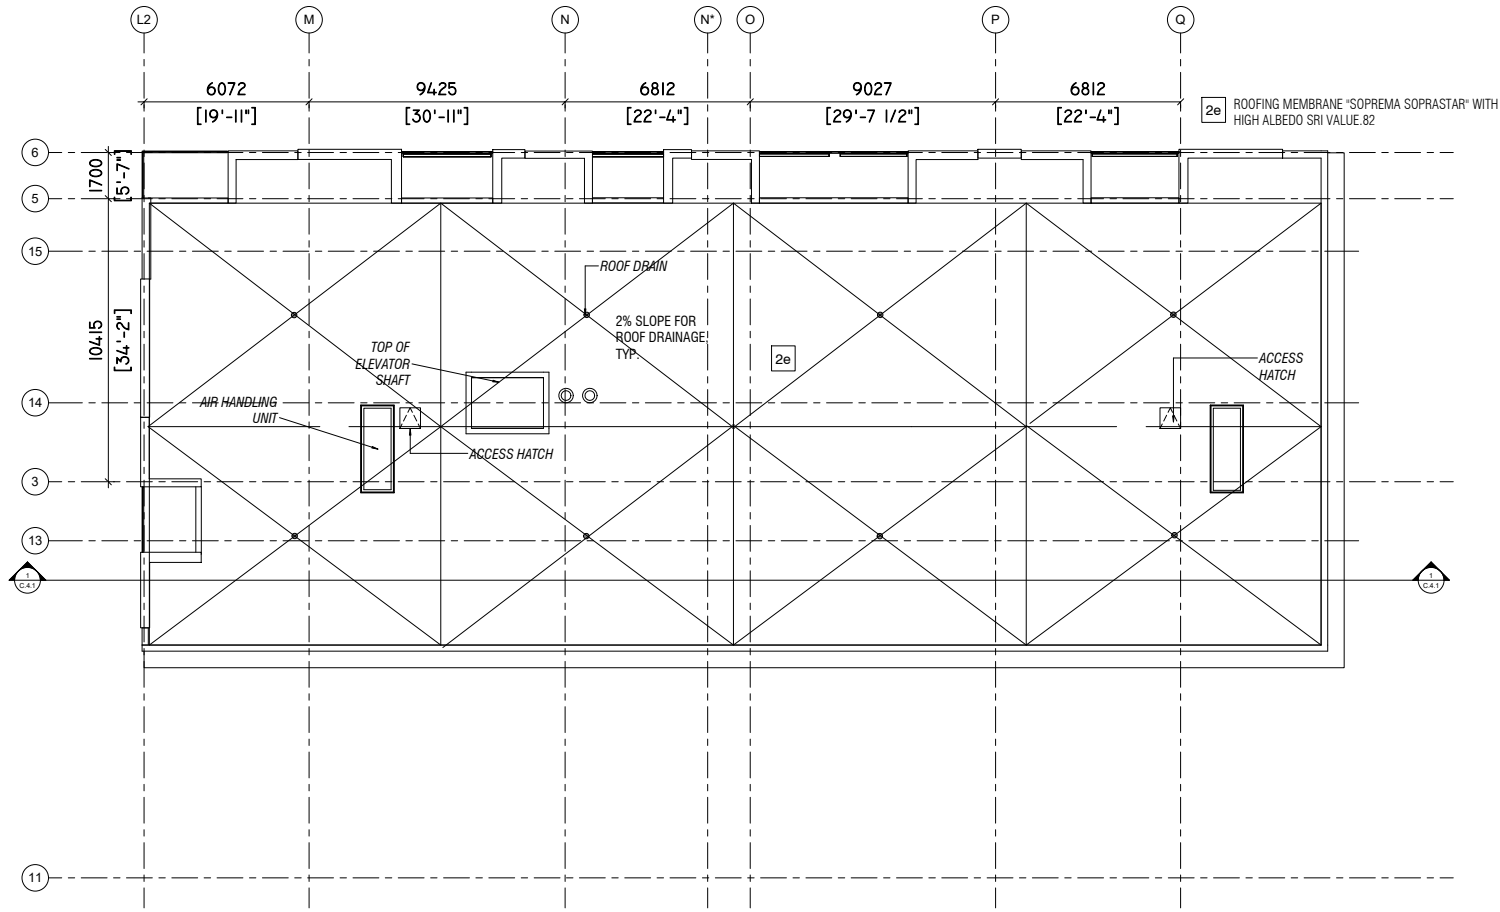 L2 M N N* O P Q
6072 9425 6812 9027 6812
[19'-11"] [30'-11"] [22'-4"] [29'-7 1/2"] [22'-4"]
2e ROOFING MEMBRANE "SOPREMA SOPRASTAR" WITH
HIGH ALBEDO SRI VALUE.82
6
1700
[5'-7"]
5
15
ROOF DRAIN
10415
[34'-2"]
2% SLOPE FOR
ROOF DRAINAGE
TYP.
2e
TOP OF
ELEVATOR
SHAFT
ACCESS
HATCH
14
AIR HANDLING
UNIT
ACCESS HATCH
3
13
1
C.4.1
1
C.4.1
11